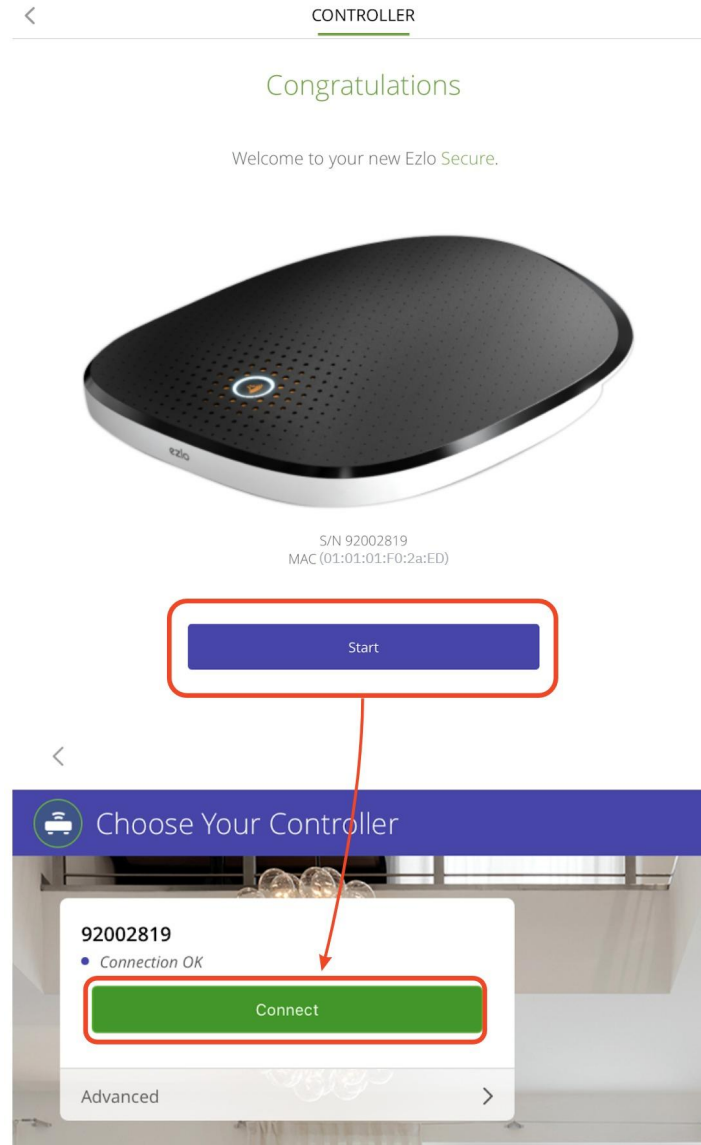 CONTROLLER
Congratulations
Welcome to your new Ezlo Secure.
ezlo
S/N 92002819
MAC (01:01:01:F0:2a:ED)
Start
Choose Your Controller
92002819
Connection OK
Connect
Advanced